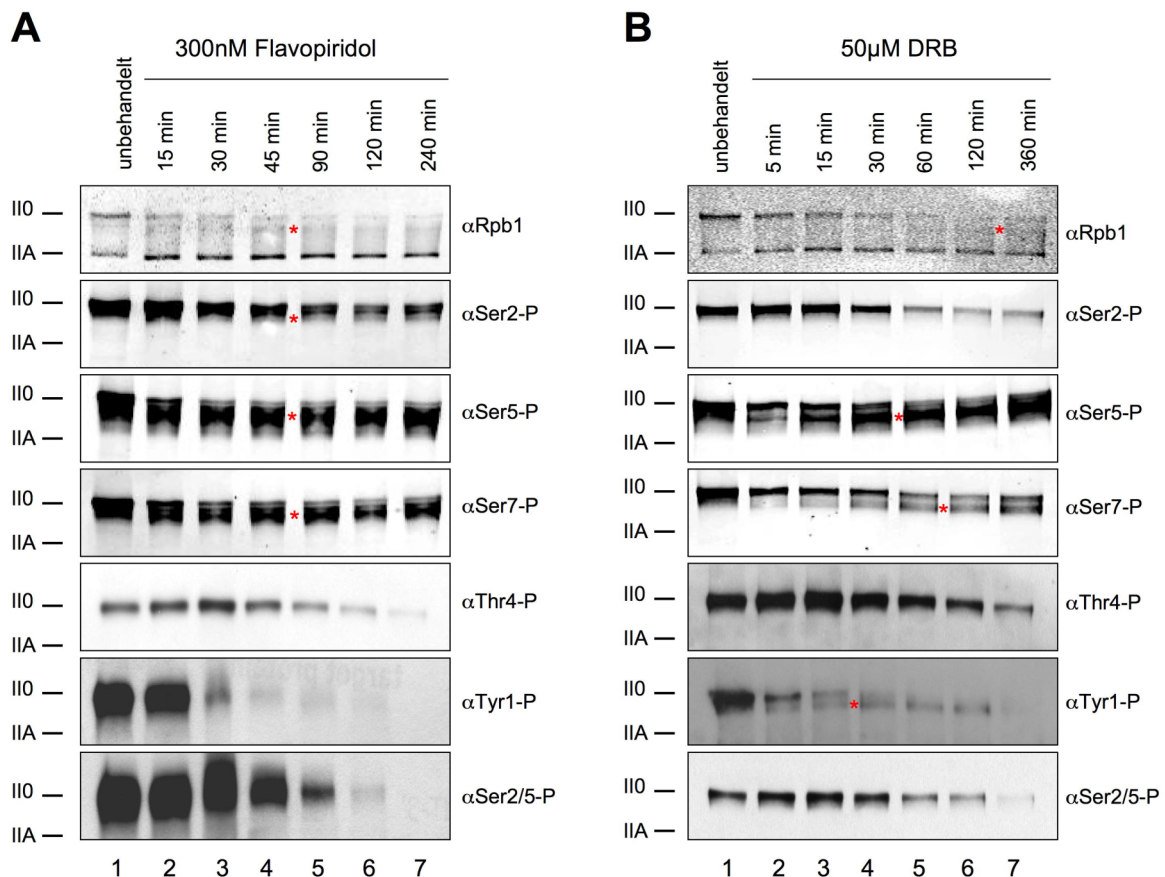 A
300nM Flavopiridol
unbehandelt
15 min
30 min
45 min
90 min
120 min
240 min
II0
IIA
*
αRpb1
II0
IIA
*
αSer2-P
II0
IIA
*
αSer5-P
II0
IIA
*
αSer7-P
II0
IIA
αThr4-P
II0
IIA
αTyr1-P
II0
IIA
αSer2/5-P
1 2 3 4 5 6 7
B
50µM DRB
unbehandelt
5 min
15 min
30 min
60 min
120 min
360 min
II0
IIA
*
αRpb1
II0
IIA
αSer2-P
II0
IIA
*
αSer5-P
II0
IIA
*
αSer7-P
II0
IIA
αThr4-P
II0
IIA
*
αTyr1-P
II0
IIA
αSer2/5-P
1 2 3 4 5 6 7